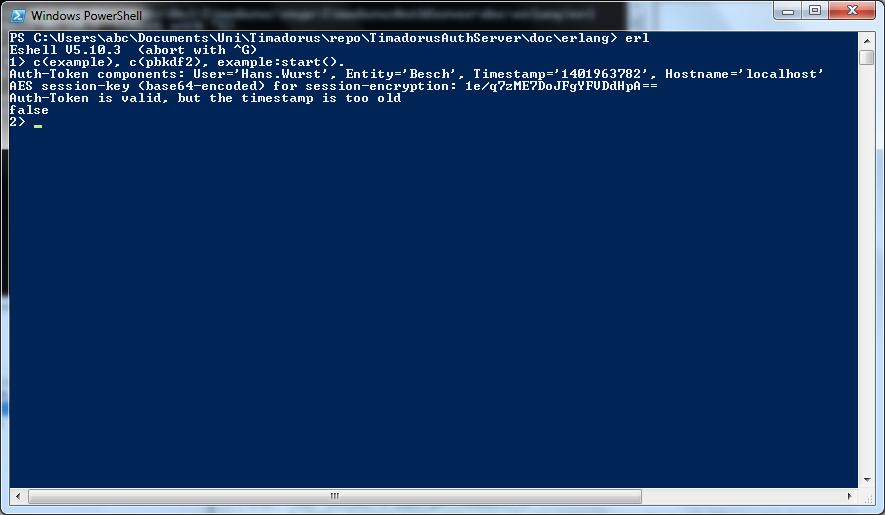 Windows PowerShell
PS C:\Users\abc\Documents\Uni\Timadorus\repo\TimadorusAuthServer\doc\erlang> erl
Eshell V5.10.3  (abort with ^G)
1> c(example), c(pbkdf2), example:start().
Auth-Token components: User='Hans.Wurst', Entity='Besch', Timestamp='1401963782', Hostname='localhost'
AES session-key (base64-encoded) for session-encryption: 1e/q7zME7DoJFgYFVDdHpA==
Auth-Token is valid, but the timestamp is too old
false
2>